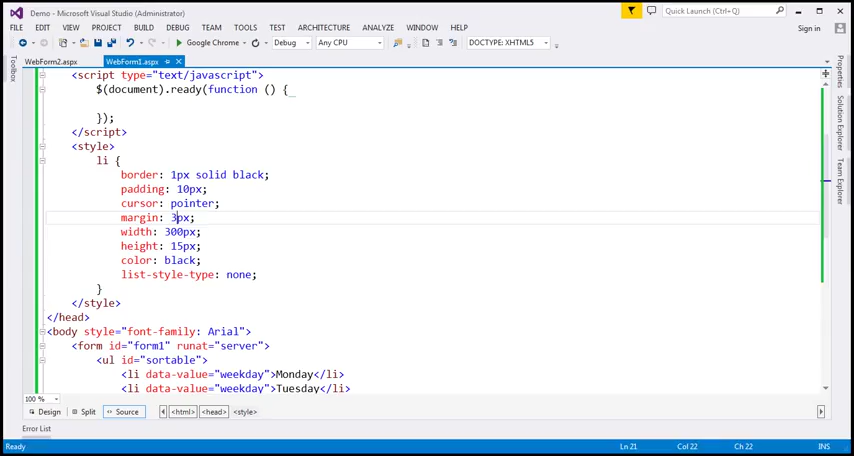 Demo - Microsoft Visual Studio (Administrator)
Quick Launch (Ctrl+Q)
FILE EDIT VIEW PROJECT BUILD DEBUG TEAM TOOLS TEST ARCHITECTURE ANALYZE WINDOW HELP
Sign in
Google Chrome Debug Any CPU DOCTYPE: XHTML5
WebForm2.aspx WebForm1.aspx
Toolbox
<script type="text/javascript">
$(document).ready(function () {
});
</script>
<style>
li {
border: 1px solid black;
padding: 10px;
cursor: pointer;
margin: 3px;
width: 300px;
height: 15px;
color: black;
list-style-type: none;
}
</style>
</head>
<body style="font-family: Arial">
<form id="form1" runat="server">
<ul id="sortable">
<li data-value="weekday">Monday</li>
<li data-value="weekday">Tuesday</li>
Properties
Solution Explorer
Team Explorer
100 %
Design Split Source <html> <head> <style>
Error List
Ready Ln 21 Col 22 Ch 22 INS